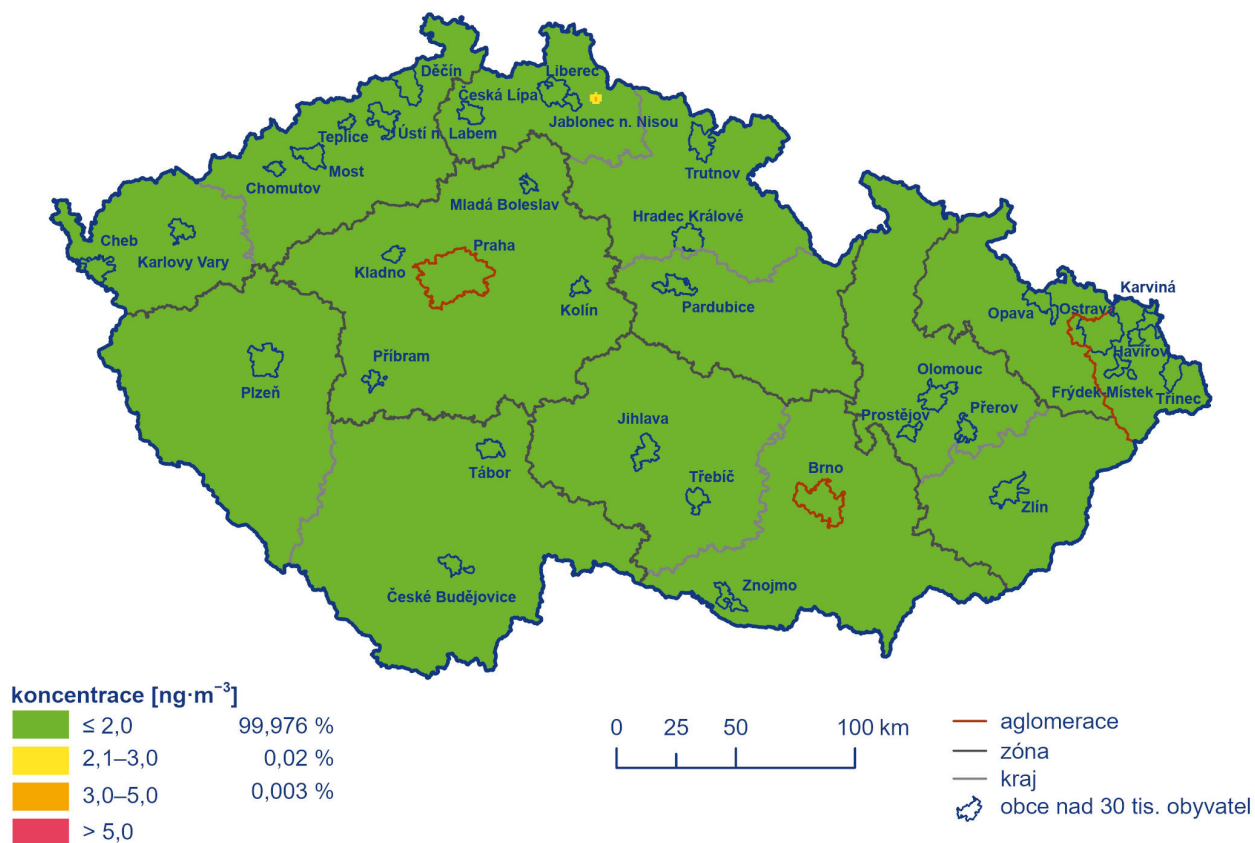 Děčín
Liberec
Česká Lípa
Jablonec n. Nisou
Teplice
Ústí n. Labem
Most
Chomutov
Trutnov
Mladá Boleslav
Hradec Králové
Cheb
Karlovy Vary
Praha
Kladno
Kolín
Pardubice
Karviná
Opava
Ostrava
Havířov
Příbram
Plzeň
Olomouc
Frýdek-Místek
Třinec
Prostějov
Přerov
Jihlava
Tábor
Brno
Třebíč
Zlín
České Budějovice
Znojmo
koncentrace [ng·m⁻³]
≤ 2,0 99,976 %
2,1–3,0 0,02 %
3,0–5,0 0,003 %
> 5,0
0 25 50 100 km
aglomerace
zóna
kraj
obce nad 30 tis. obyvatel